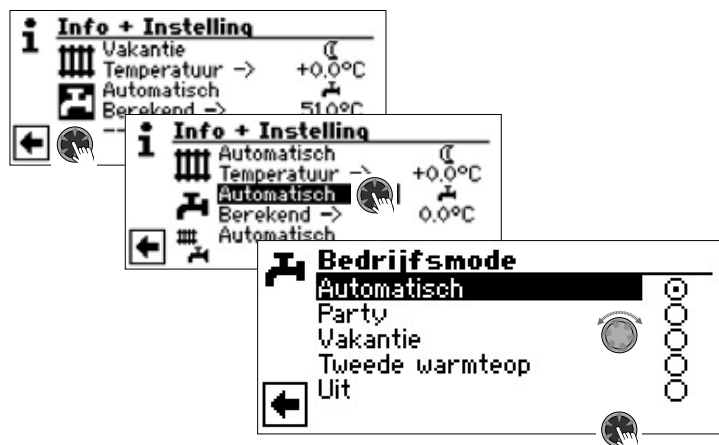 Info + Instelling
Vakantie
Temperatuur -> +0.0°C
Automatisch
Berekend -> 51.0°C
Info + Instelling
Automatisch
Temperatuur -> +0.0°C
Automatisch
Berekend -> 0.0°C
Automatisch
Bedrijfsmode
Automatisch
Party
Vakantie
Tweede warmteop
Uit